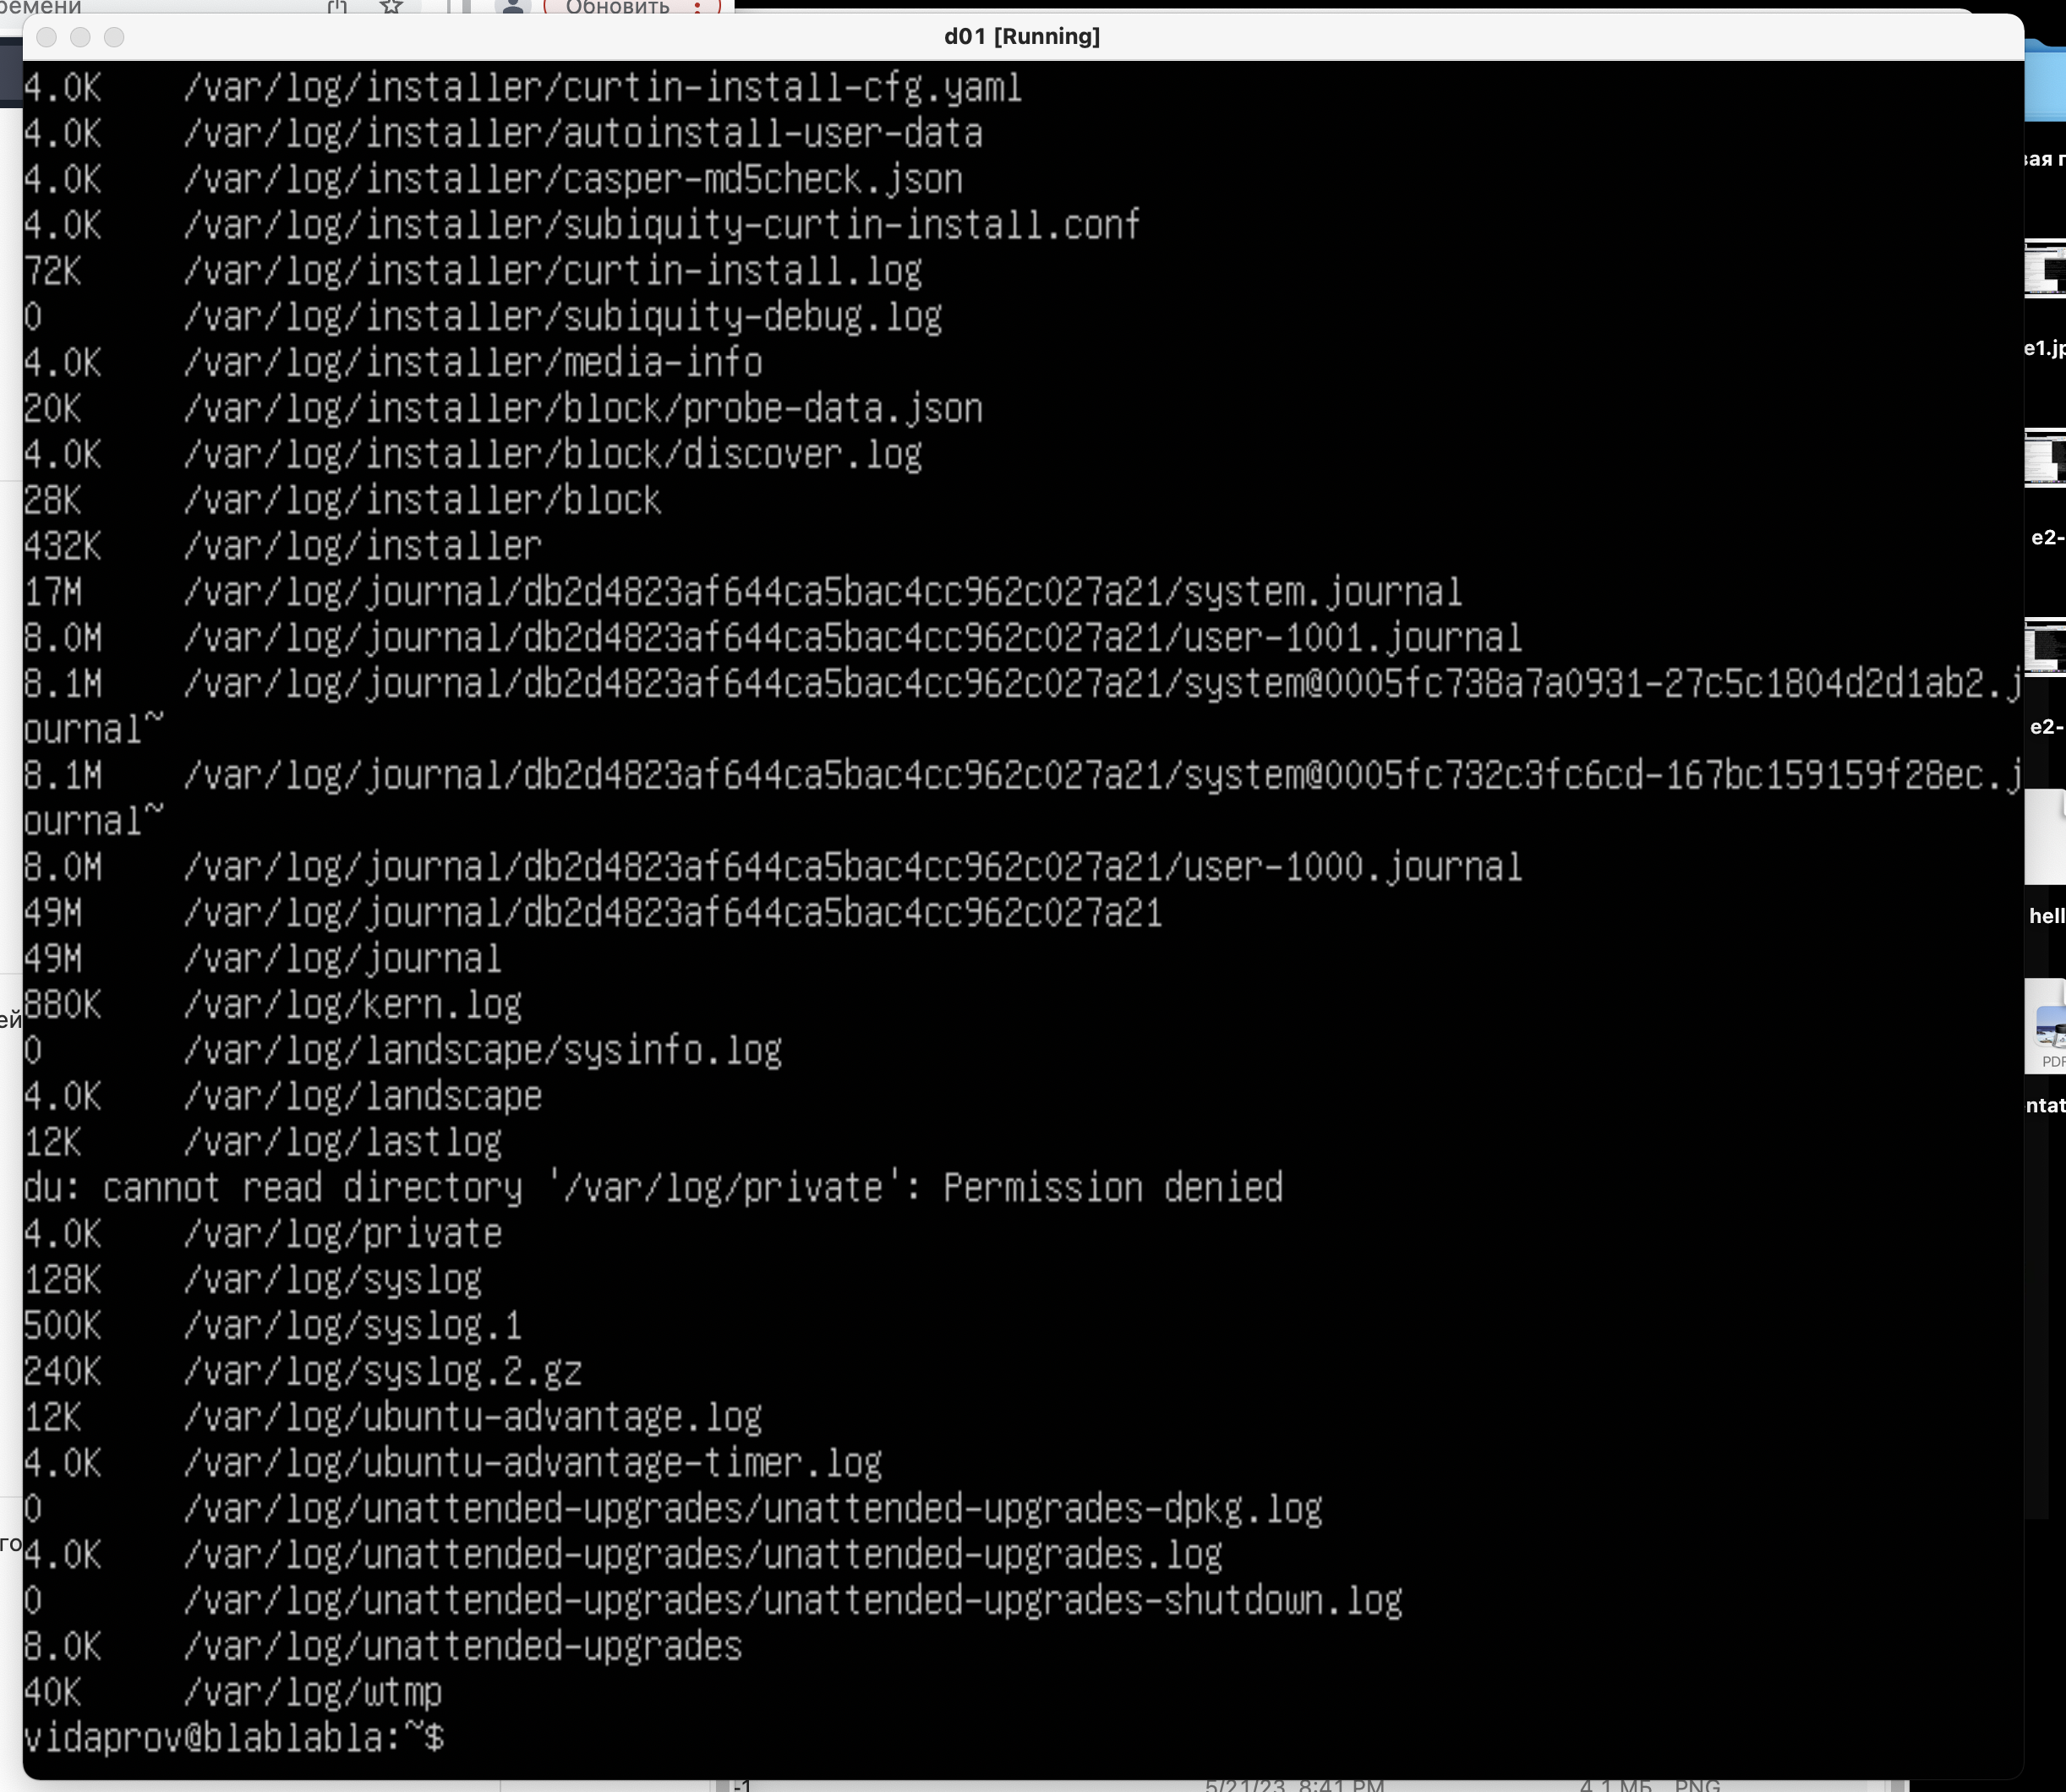 ремени
Обновить
d01 [Running]
4.0K /var/log/installer/curtin-install-cfg.yaml
4.0K /var/log/installer/autoinstall-user-data
4.0K /var/log/installer/casper-md5check.json
4.0K /var/log/installer/subiquity-curtin-install.conf
72K /var/log/installer/curtin-install.log
0 /var/log/installer/subiquity-debug.log
4.0K /var/log/installer/media-info
20K /var/log/installer/block/probe-data.json
4.0K /var/log/installer/block/discover.log
28K /var/log/installer/block
432K /var/log/installer
17M /var/log/journal/db2d4823af644ca5bac4cc962c027a21/system.journal
8.0M /var/log/journal/db2d4823af644ca5bac4cc962c027a21/user-1001.journal
8.1M /var/log/journal/db2d4823af644ca5bac4cc962c027a21/system@0005fc738a7a0931-27c5c1804d2d1ab2.j
ournal~
8.1M /var/log/journal/db2d4823af644ca5bac4cc962c027a21/system@0005fc732c3fc6cd-167bc159159f28ec.j
ournal~
8.0M /var/log/journal/db2d4823af644ca5bac4cc962c027a21/user-1000.journal
49M /var/log/journal/db2d4823af644ca5bac4cc962c027a21
49M /var/log/journal
880K /var/log/kern.log
0 /var/log/landscape/sysinfo.log
4.0K /var/log/landscape
12K /var/log/lastlog
du: cannot read directory '/var/log/private': Permission denied
4.0K /var/log/private
128K /var/log/syslog
500K /var/log/syslog.1
240K /var/log/syslog.2.gz
12K /var/log/ubuntu-advantage.log
4.0K /var/log/ubuntu-advantage-timer.log
0 /var/log/unattended-upgrades/unattended-upgrades-dpkg.log
4.0K /var/log/unattended-upgrades/unattended-upgrades.log
0 /var/log/unattended-upgrades/unattended-upgrades-shutdown.log
8.0K /var/log/unattended-upgrades
40K /var/log/wtmp
vidaprov@blablabla:~$
вая п
e1.jp
e2-
e2-
hell
PDF
ntat
ей
го
-1
5/21/23, 8:41 PM
4,1 МБ PNG